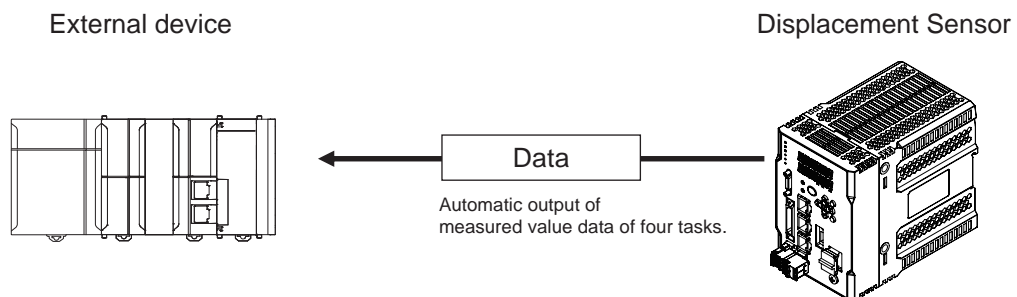 External device
Displacement Sensor
Data
Automatic output of
measured value data of four tasks.